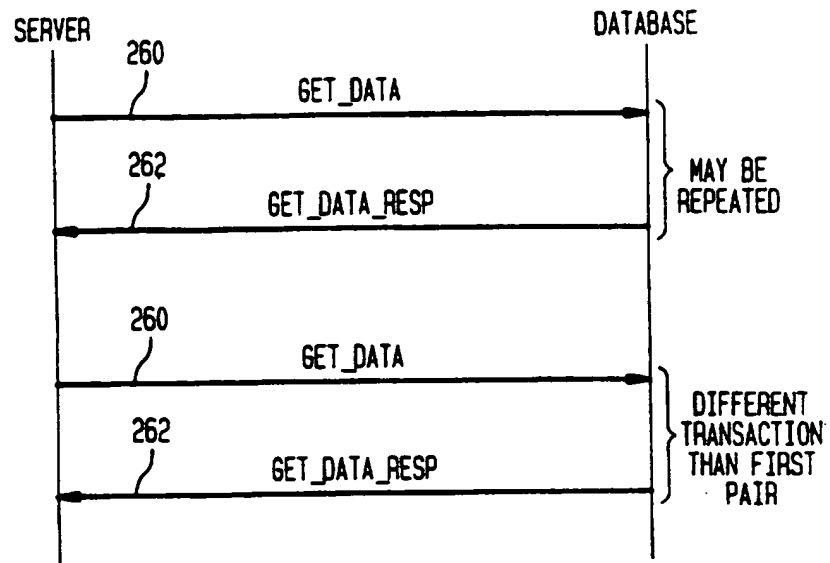 SERVER
DATABASE
260
GET_DATA
262
GET_DATA_RESP
MAY BE
REPEATED
260
GET_DATA
262
GET_DATA_RESP
DIFFERENT
TRANSACTION
THAN FIRST
PAIR